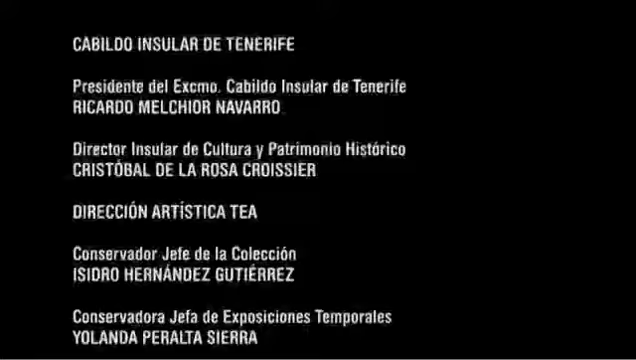 CABILDO INSULAR DE TENERIFE
Presidente del Excmo. Cabildo Insular de Tenerife
RICARDO MELCHIOR NAVARRO
Director Insular de Cultura y Patrimonio Histórico
CRISTÓBAL DE LA ROSA CROISSIER
DIRECCIÓN ARTÍSTICA TEA
Conservador Jefe de la Colección
ISIDRO HERNÁNDEZ GUTIÉRREZ
Conservadora Jefa de Exposiciones Temporales
YOLANDA PERALTA SIERRA